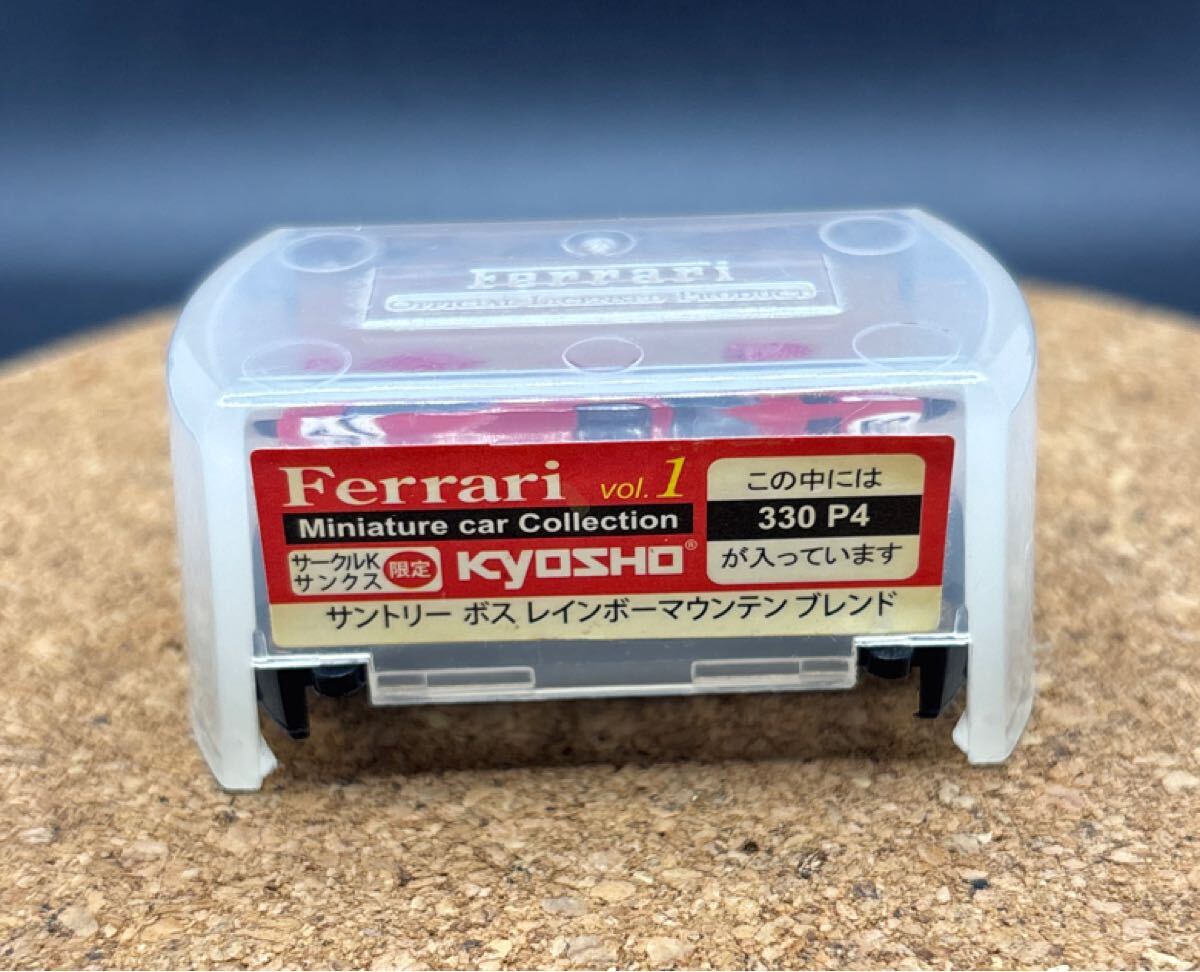 Ferrari
OFFICIAL LICENSED PRODUCT
Ferrari vol.1
Miniature car Collection
サークルK
サンクス
限定
KYOSHO®
この中には
330 P4
が入っています
サントリー ボス レインボーマウンテン ブレンド